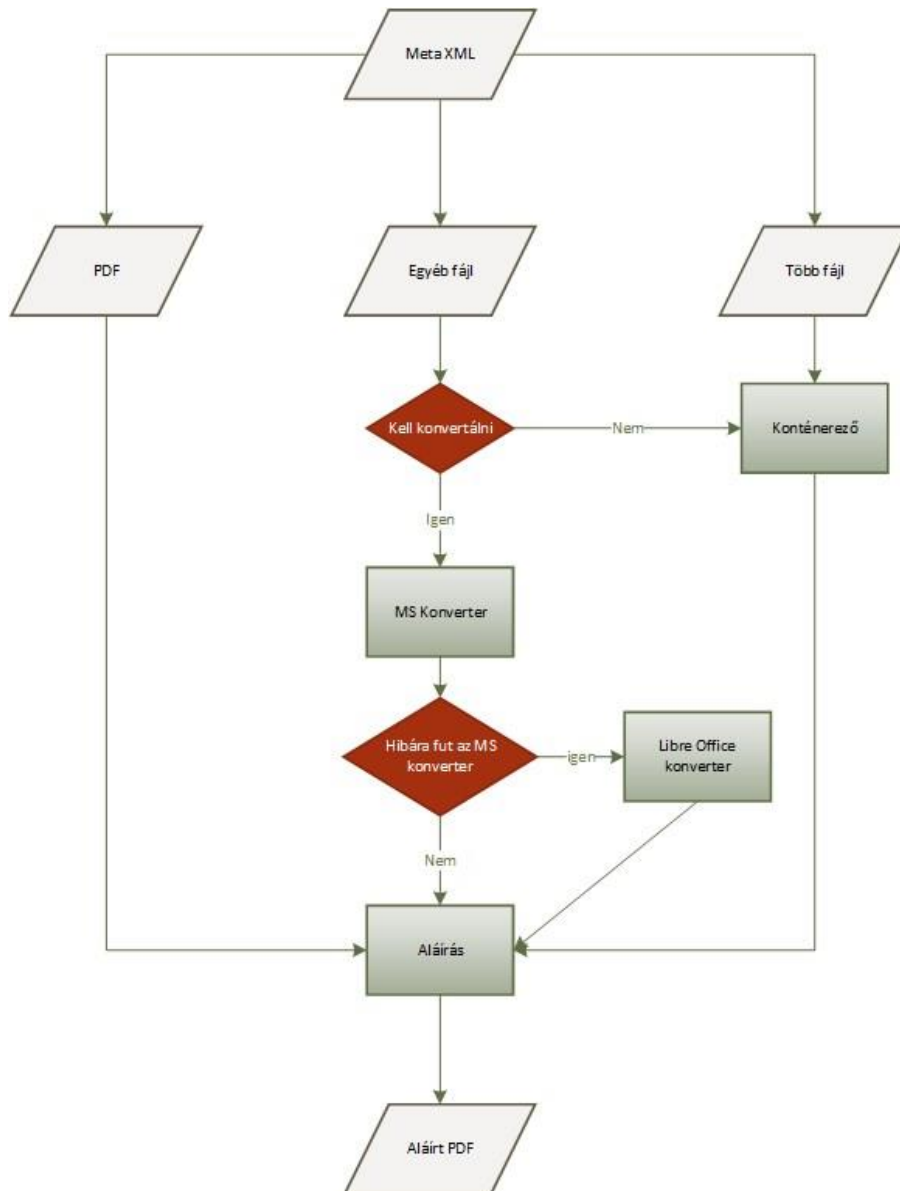 Meta XML
PDF
Egyéb fájl
Több fájl
Kell konvertálni
Nem
Konténerező
Igen
MS Konverter
Hibára fut az MS
konverter
igen
Libre Office
konverter
Nem
Aláírás
Aláírt PDF